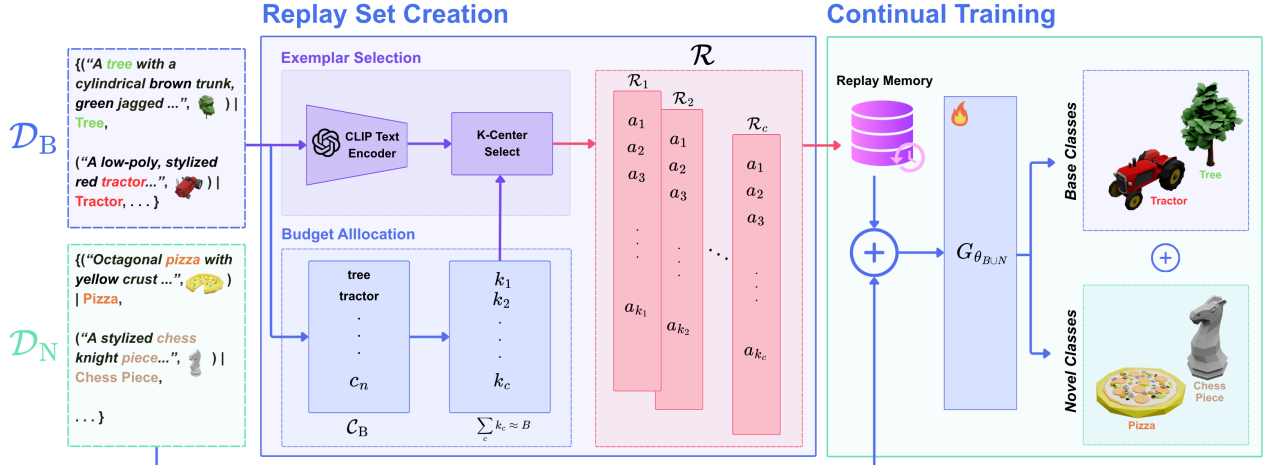 Replay Set Creation
Continual Training
𝒟_B
{(“A tree with a
cylindrical brown trunk,
green jagged ...”, ) |
Tree,
(“A low-poly, stylized
red tractor...”, ) |
Tractor, . . . }
𝒟_N
{(“Octagonal pizza with
yellow crust ...”, )
| Pizza,
(“A stylized chess
knight piece...”, ) |
Chess Piece,
. . . }
Exemplar Selection
CLIP Text
Encoder
K-Center
Select
Budget Alllocation
tree
tractor
.
.
.
c_n
𝒞_B
k_1
k_2
.
.
.
k_c
∑_c k_c ≈ B
ℛ
ℛ_1
a_1
a_2
a_3
.
.
.
a_{k_1}
ℛ_2
a_1
a_2
a_3
.
.
.
a_{k_2}
. . .
ℛ_c
a_1
a_2
a_3
.
.
.
a_{k_c}
Replay Memory
+
G_{θ_{B∪N}}
Base Classes
Tree
Tractor
+
Novel Classes
Chess
Piece
Pizza